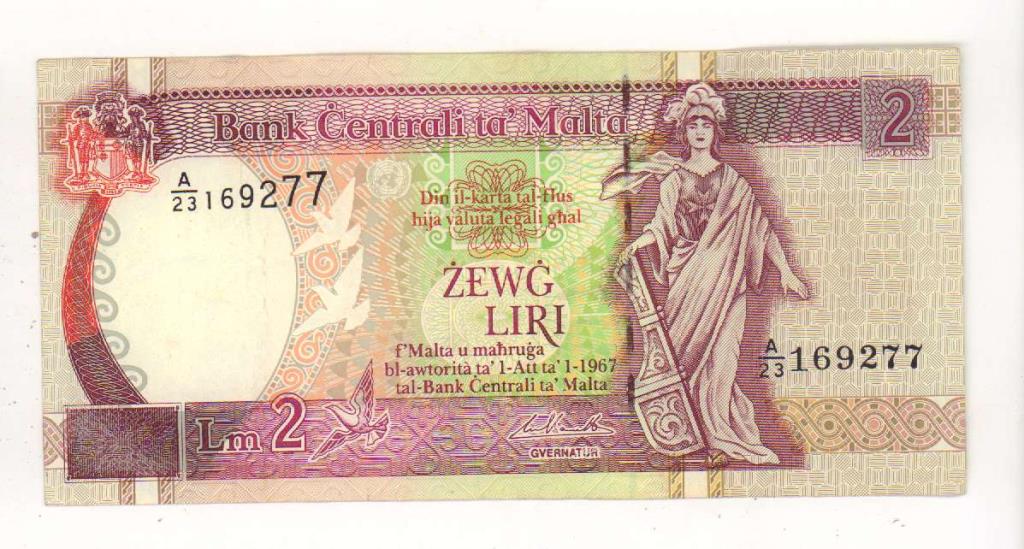 Bank Ċentrali ta' Malta
2
A/23 169277
Din il-karta tal-flus
hija valuta legali għal
ŻEWĠ
LIRI
f'Malta u maħruġa
bl-awtorità ta' l-Att ta' l-1967
tal-Bank Ċentrali ta' Malta
A/23 169277
Lm 2
GVERNATUR